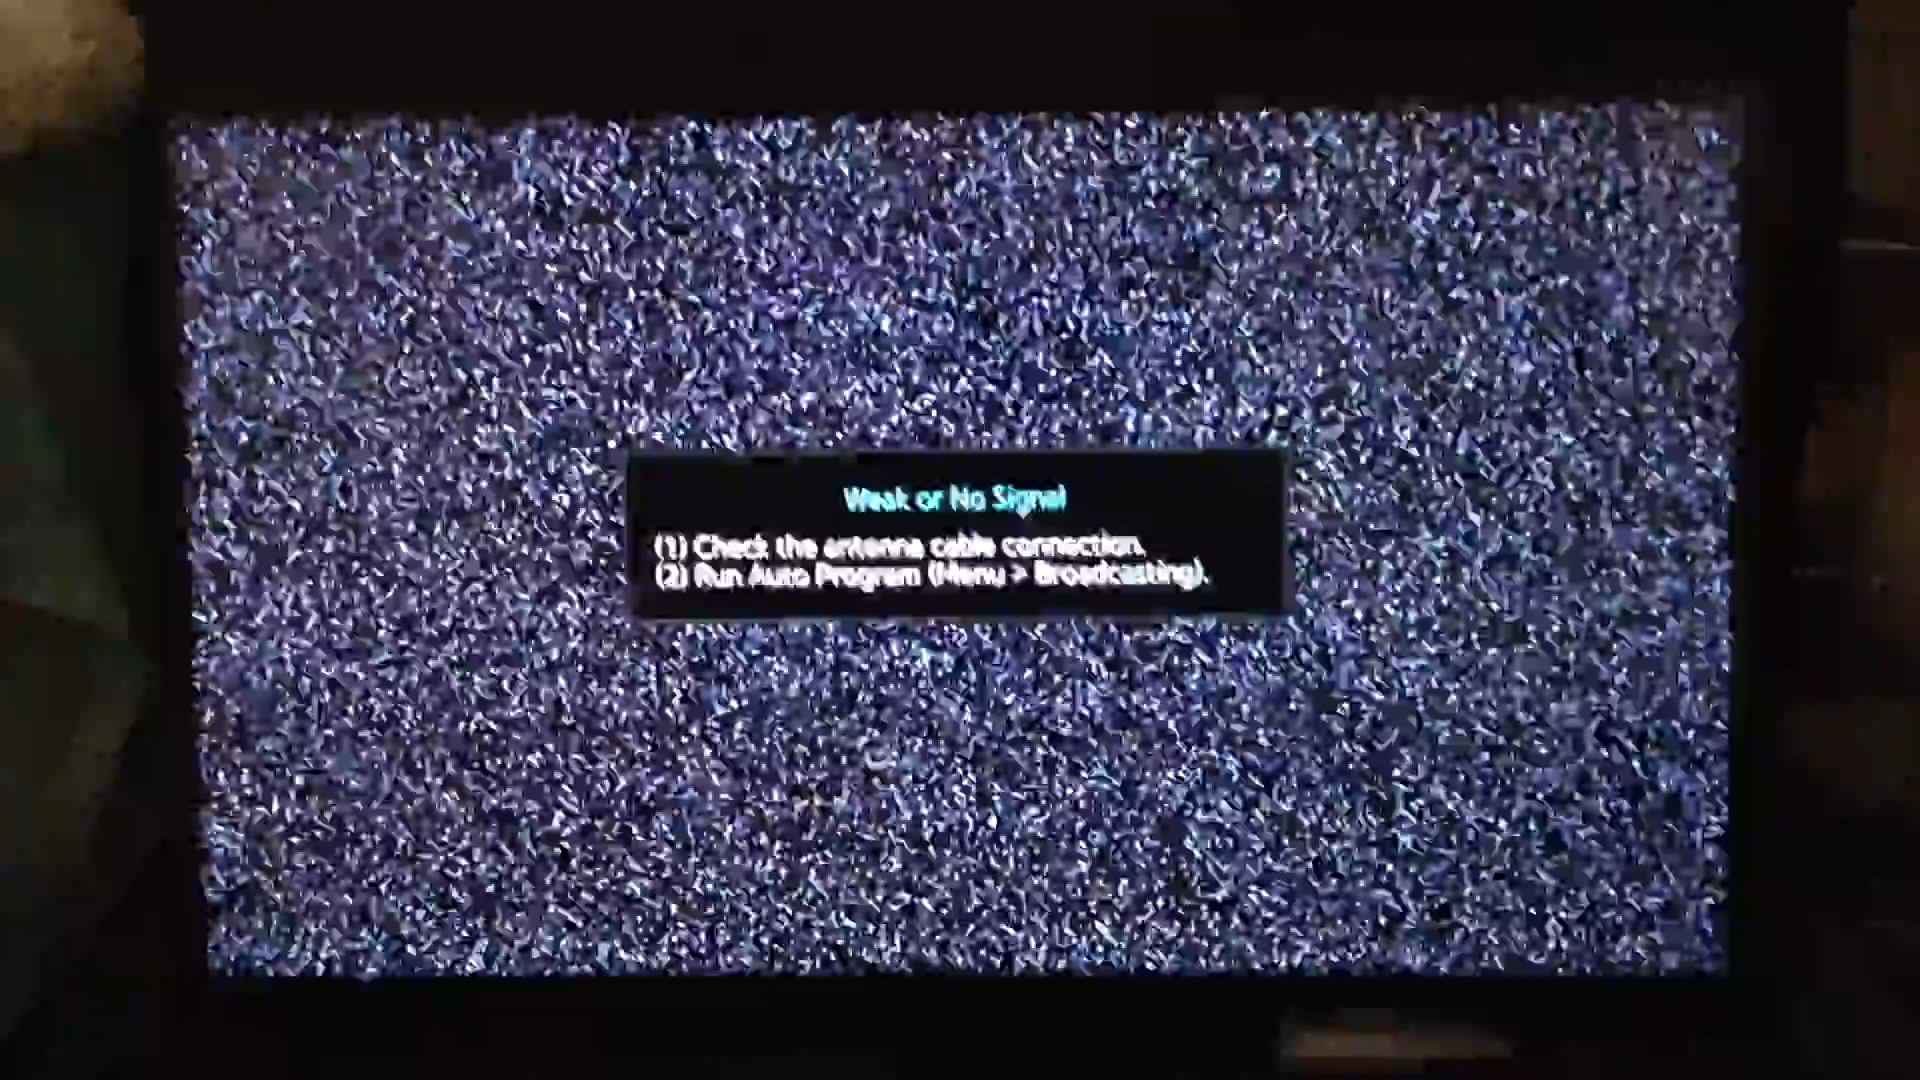 Weak or No Signal
(1) Check the antenna cable connection.
(2) Run Auto Program (Menu > Broadcasting).